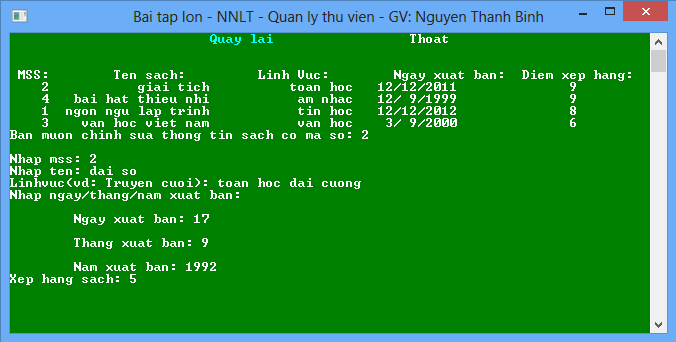 Bai tap lon - NNLT - Quan ly thu vien - GV: Nguyen Thanh Binh
Quay lai Thoat
MSS: Ten sach: Linh Vuc: Ngay xuat ban: Diem xep hang:
2 giai tich toan hoc 12/12/2011 9
4 bai hat thieu nhi am nhac 12/ 9/1999 9
1 ngon ngu lap trinh tin hoc 12/12/2012 8
3 van hoc viet nam van hoc 3/ 9/2000 6
Ban muon chinh sua thong tin sach co ma so: 2
Nhap mss: 2
Nhap ten: dai so
Linhvuc(vd: Truyen cuoi): toan hoc dai cuong
Nhap ngay/thang/nam xuat ban:
Ngay xuat ban: 17
Thang xuat ban: 9
Nam xuat ban: 1992
Xep hang sach: 5